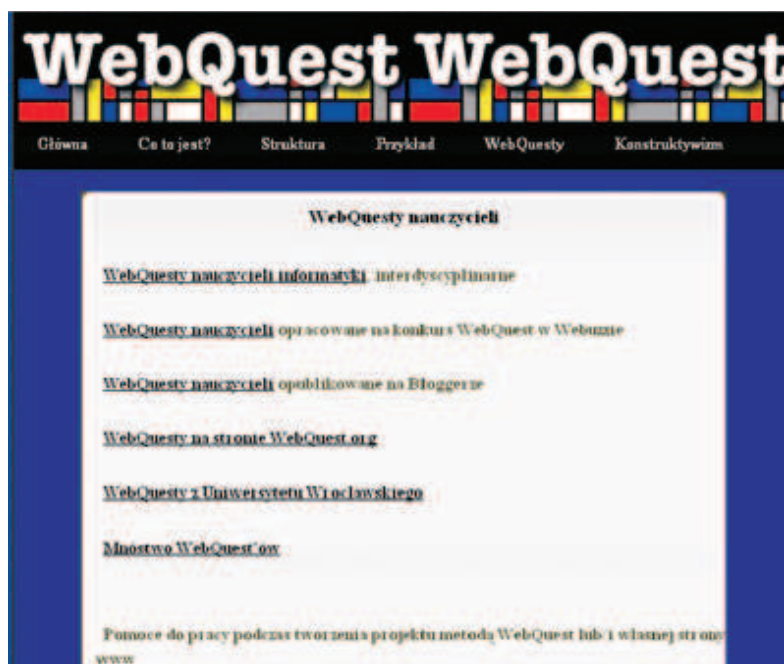 WebQuest WebQuest
Główna Co to jest? Struktura Przykład WebQuesty Konstruktywizm
WebQuesty nauczycieli
WebQuesty nauczycieli informatyki, interdyscyplinarne
WebQuesty nauczycieli opracowane na konkurs WebQuest w Webuzzie
WebQuesty nauczycieli opublikowane na Bloggerze
WebQuesty na stronie WebQuest.org
WebQuesty z Uniwersytetu Wrocławskiego
Mnóstwo WebQuest'ów
Pomoce do pracy podczas tworzenia projektu metodą WebQuest lub i własnej strony
www